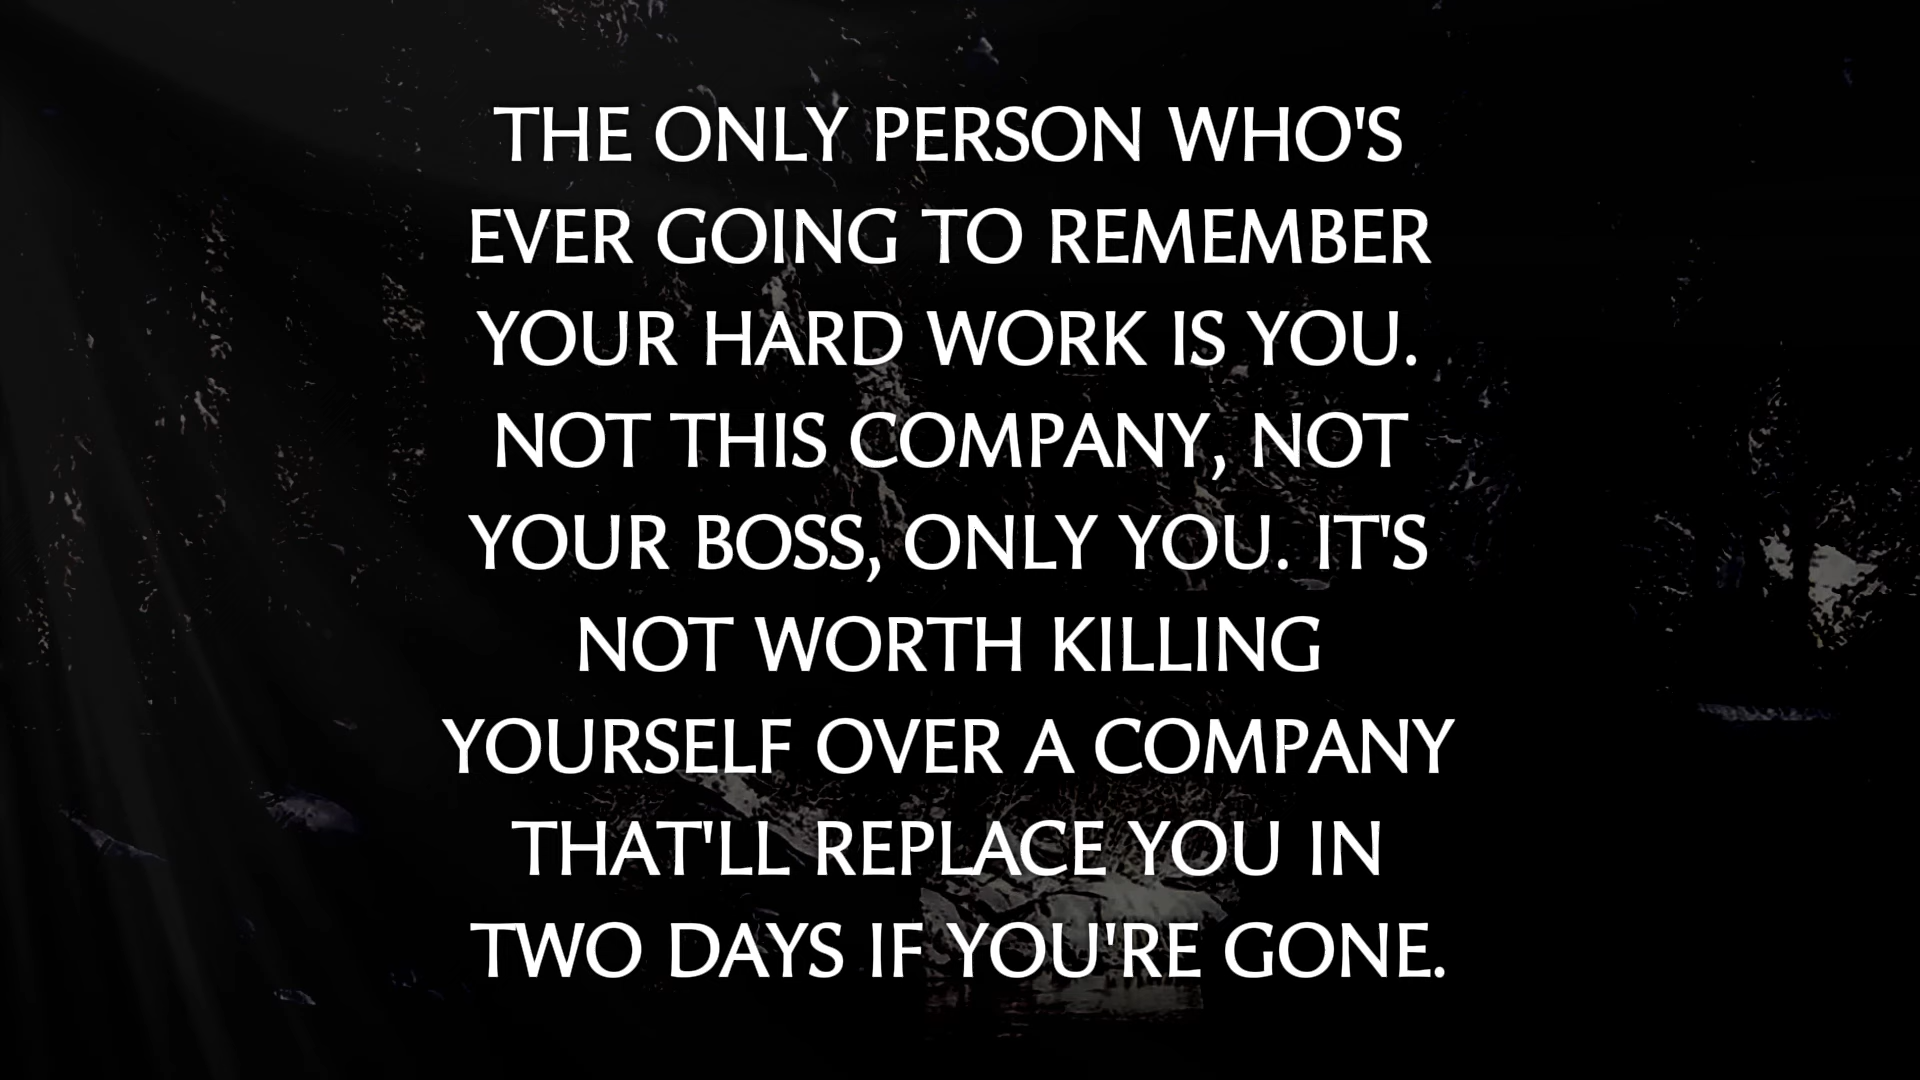 THE ONLY PERSON WHO'S
EVER GOING TO REMEMBER
YOUR HARD WORK IS YOU.
NOT THIS COMPANY, NOT
YOUR BOSS, ONLY YOU. IT'S
NOT WORTH KILLING
YOURSELF OVER A COMPANY
THAT'LL REPLACE YOU IN
TWO DAYS IF YOU'RE GONE.